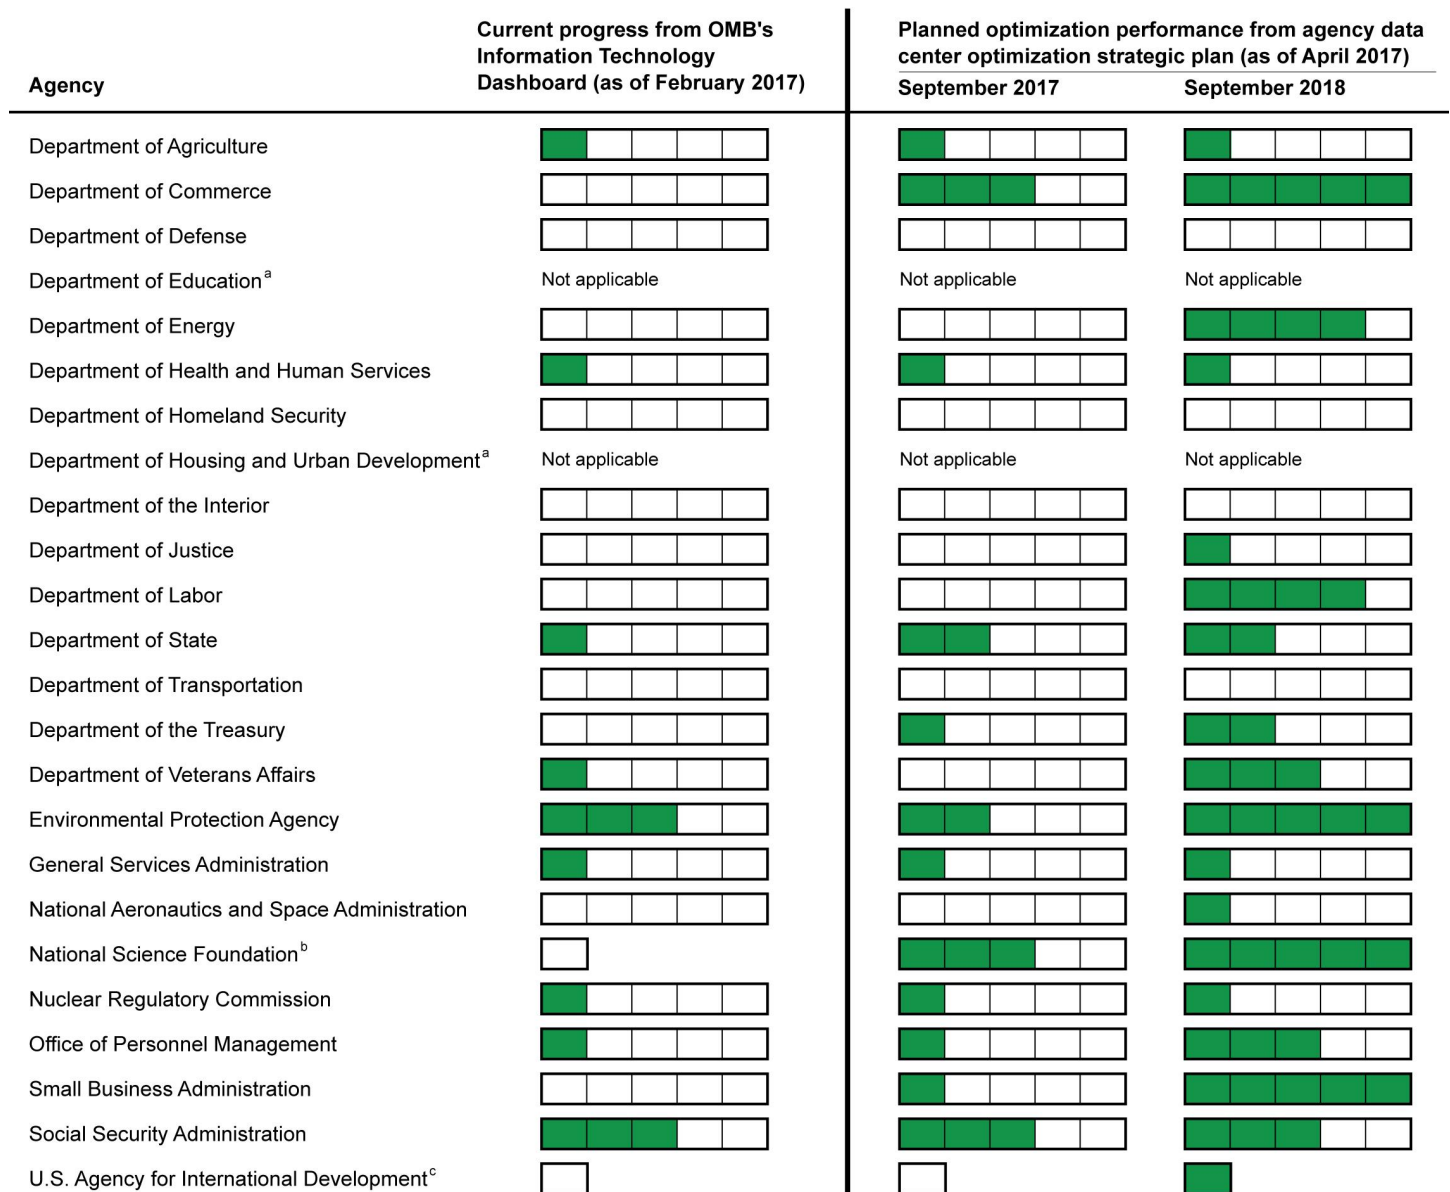 Current progress from OMB's
Information Technology
Dashboard (as of February 2017)
Planned optimization performance from agency data
center optimization strategic plan (as of April 2017)
Agency
September 2017
September 2018
Department of Agriculture
Department of Commerce
Department of Defense
Department of Education a Not applicable Not applicable Not applicable
Department of Energy
Department of Health and Human Services
Department of Homeland Security
Department of Housing and Urban Development a Not applicable Not applicable Not applicable
Department of the Interior
Department of Justice
Department of Labor
Department of State
Department of Transportation
Department of the Treasury
Department of Veterans Affairs
Environmental Protection Agency
General Services Administration
National Aeronautics and Space Administration
National Science Foundation b
Nuclear Regulatory Commission
Office of Personnel Management
Small Business Administration
Social Security Administration
U.S. Agency for International Development c